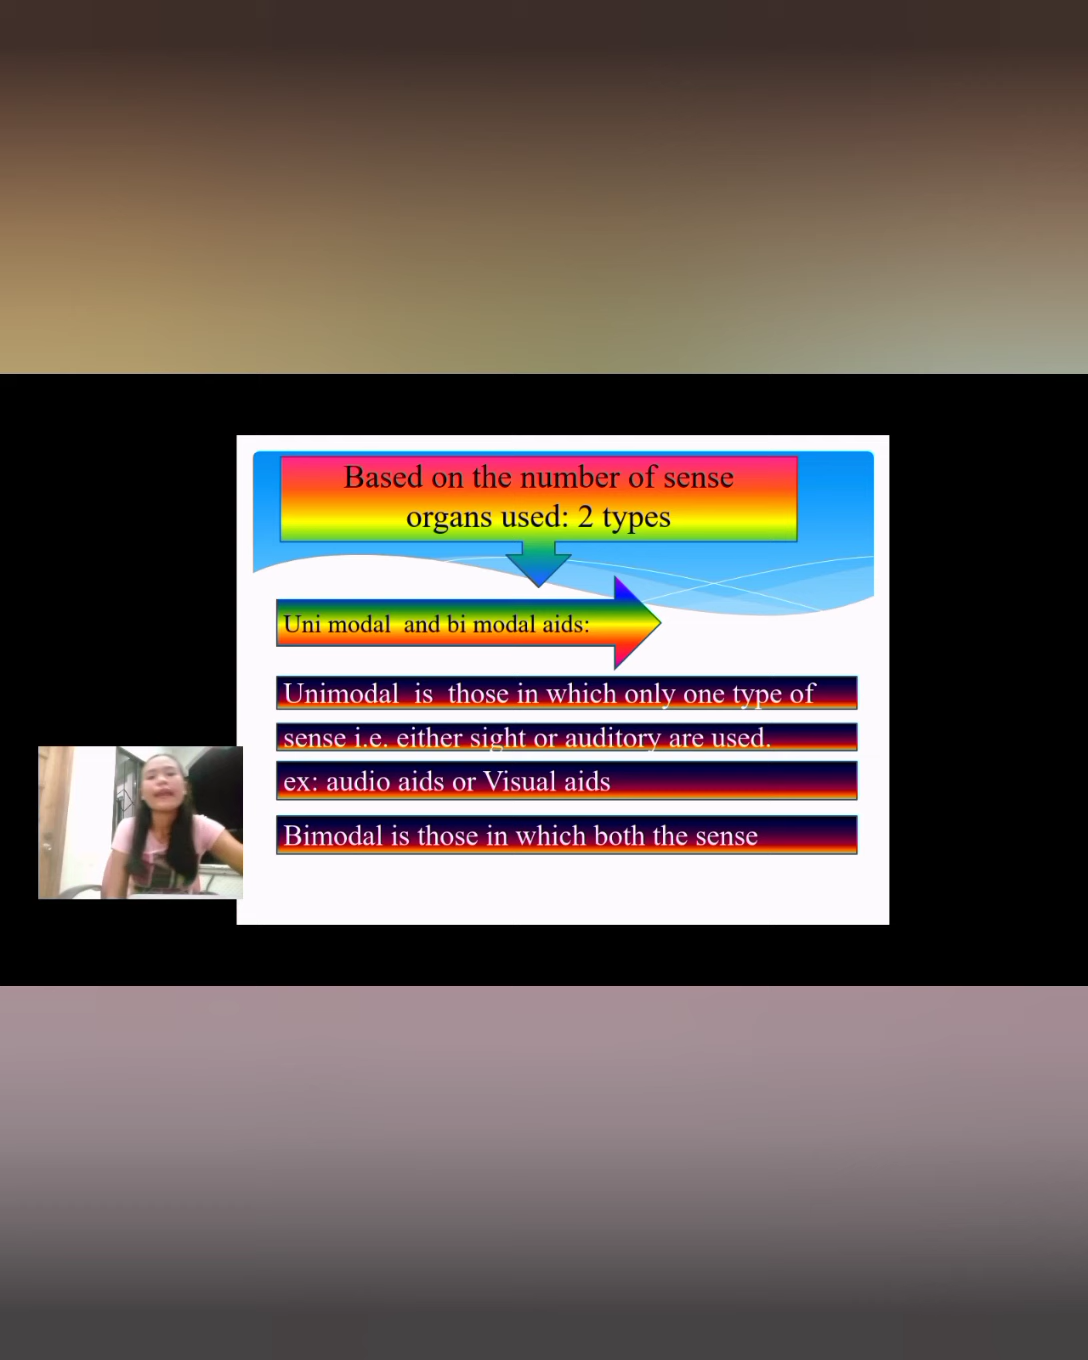 Based on the number of sense
organs used: 2 types
Uni modal  and bi modal aids:
Unimodal  is  those in which only one type of
sense i.e. either sight or auditory are used.
ex: audio aids or Visual aids
Bimodal is those in which both the sense